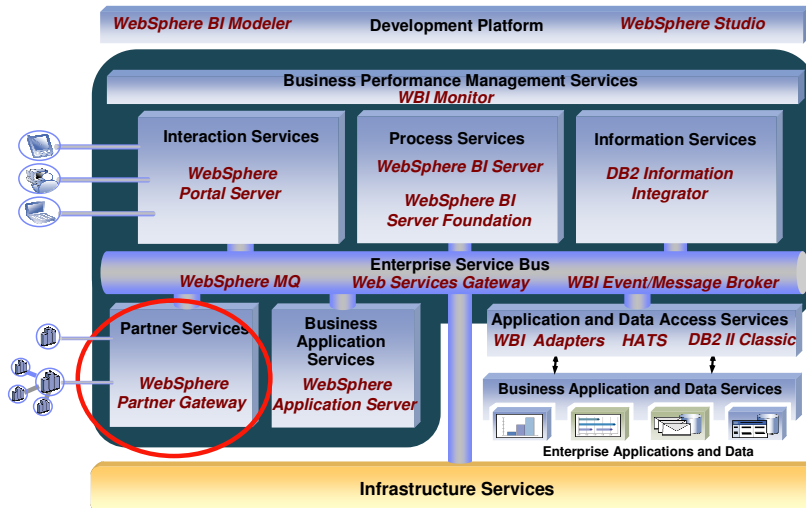 WebSphere BI Modeler
Development Platform
WebSphere Studio
Business Performance Management Services
WBI Monitor
Interaction Services
WebSphere
Portal Server
Process Services
WebSphere BI Server
WebSphere BI
Server Foundation
Information Services
DB2 Information
Integrator
Enterprise Service Bus
WebSphere MQ
Web Services Gateway
WBI Event/Message Broker
Partner Services
WebSphere
Partner Gateway
Business
Application
Services
WebSphere
Application Server
Application and Data Access Services
WBI Adapters
HATS
DB2 II Classic
Business Application and Data Services
Enterprise Applications and Data
Infrastructure Services